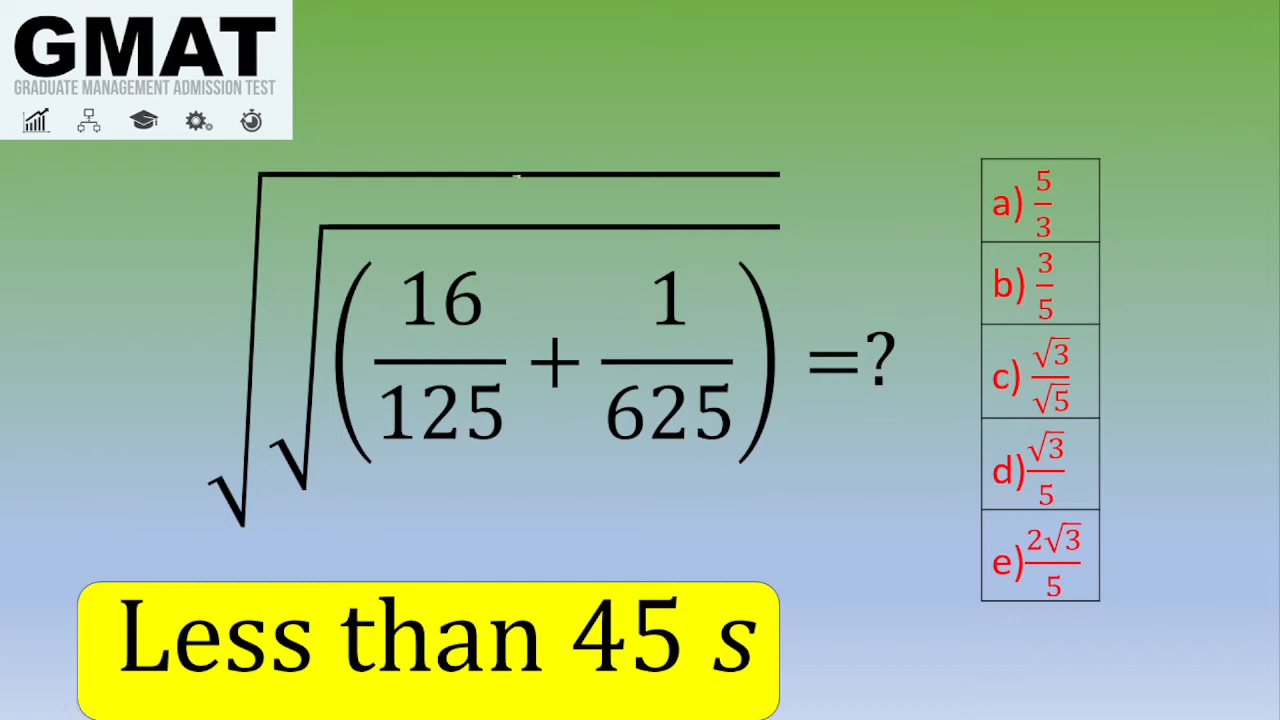 GMAT
GRADUATE MANAGEMENT ADMISSION TEST
√√(16/125 + 1/625) =?
a) 5/3
b) 3/5
c) √3/√5
d) √3/5
e) 2√3/5
Less than 45 s